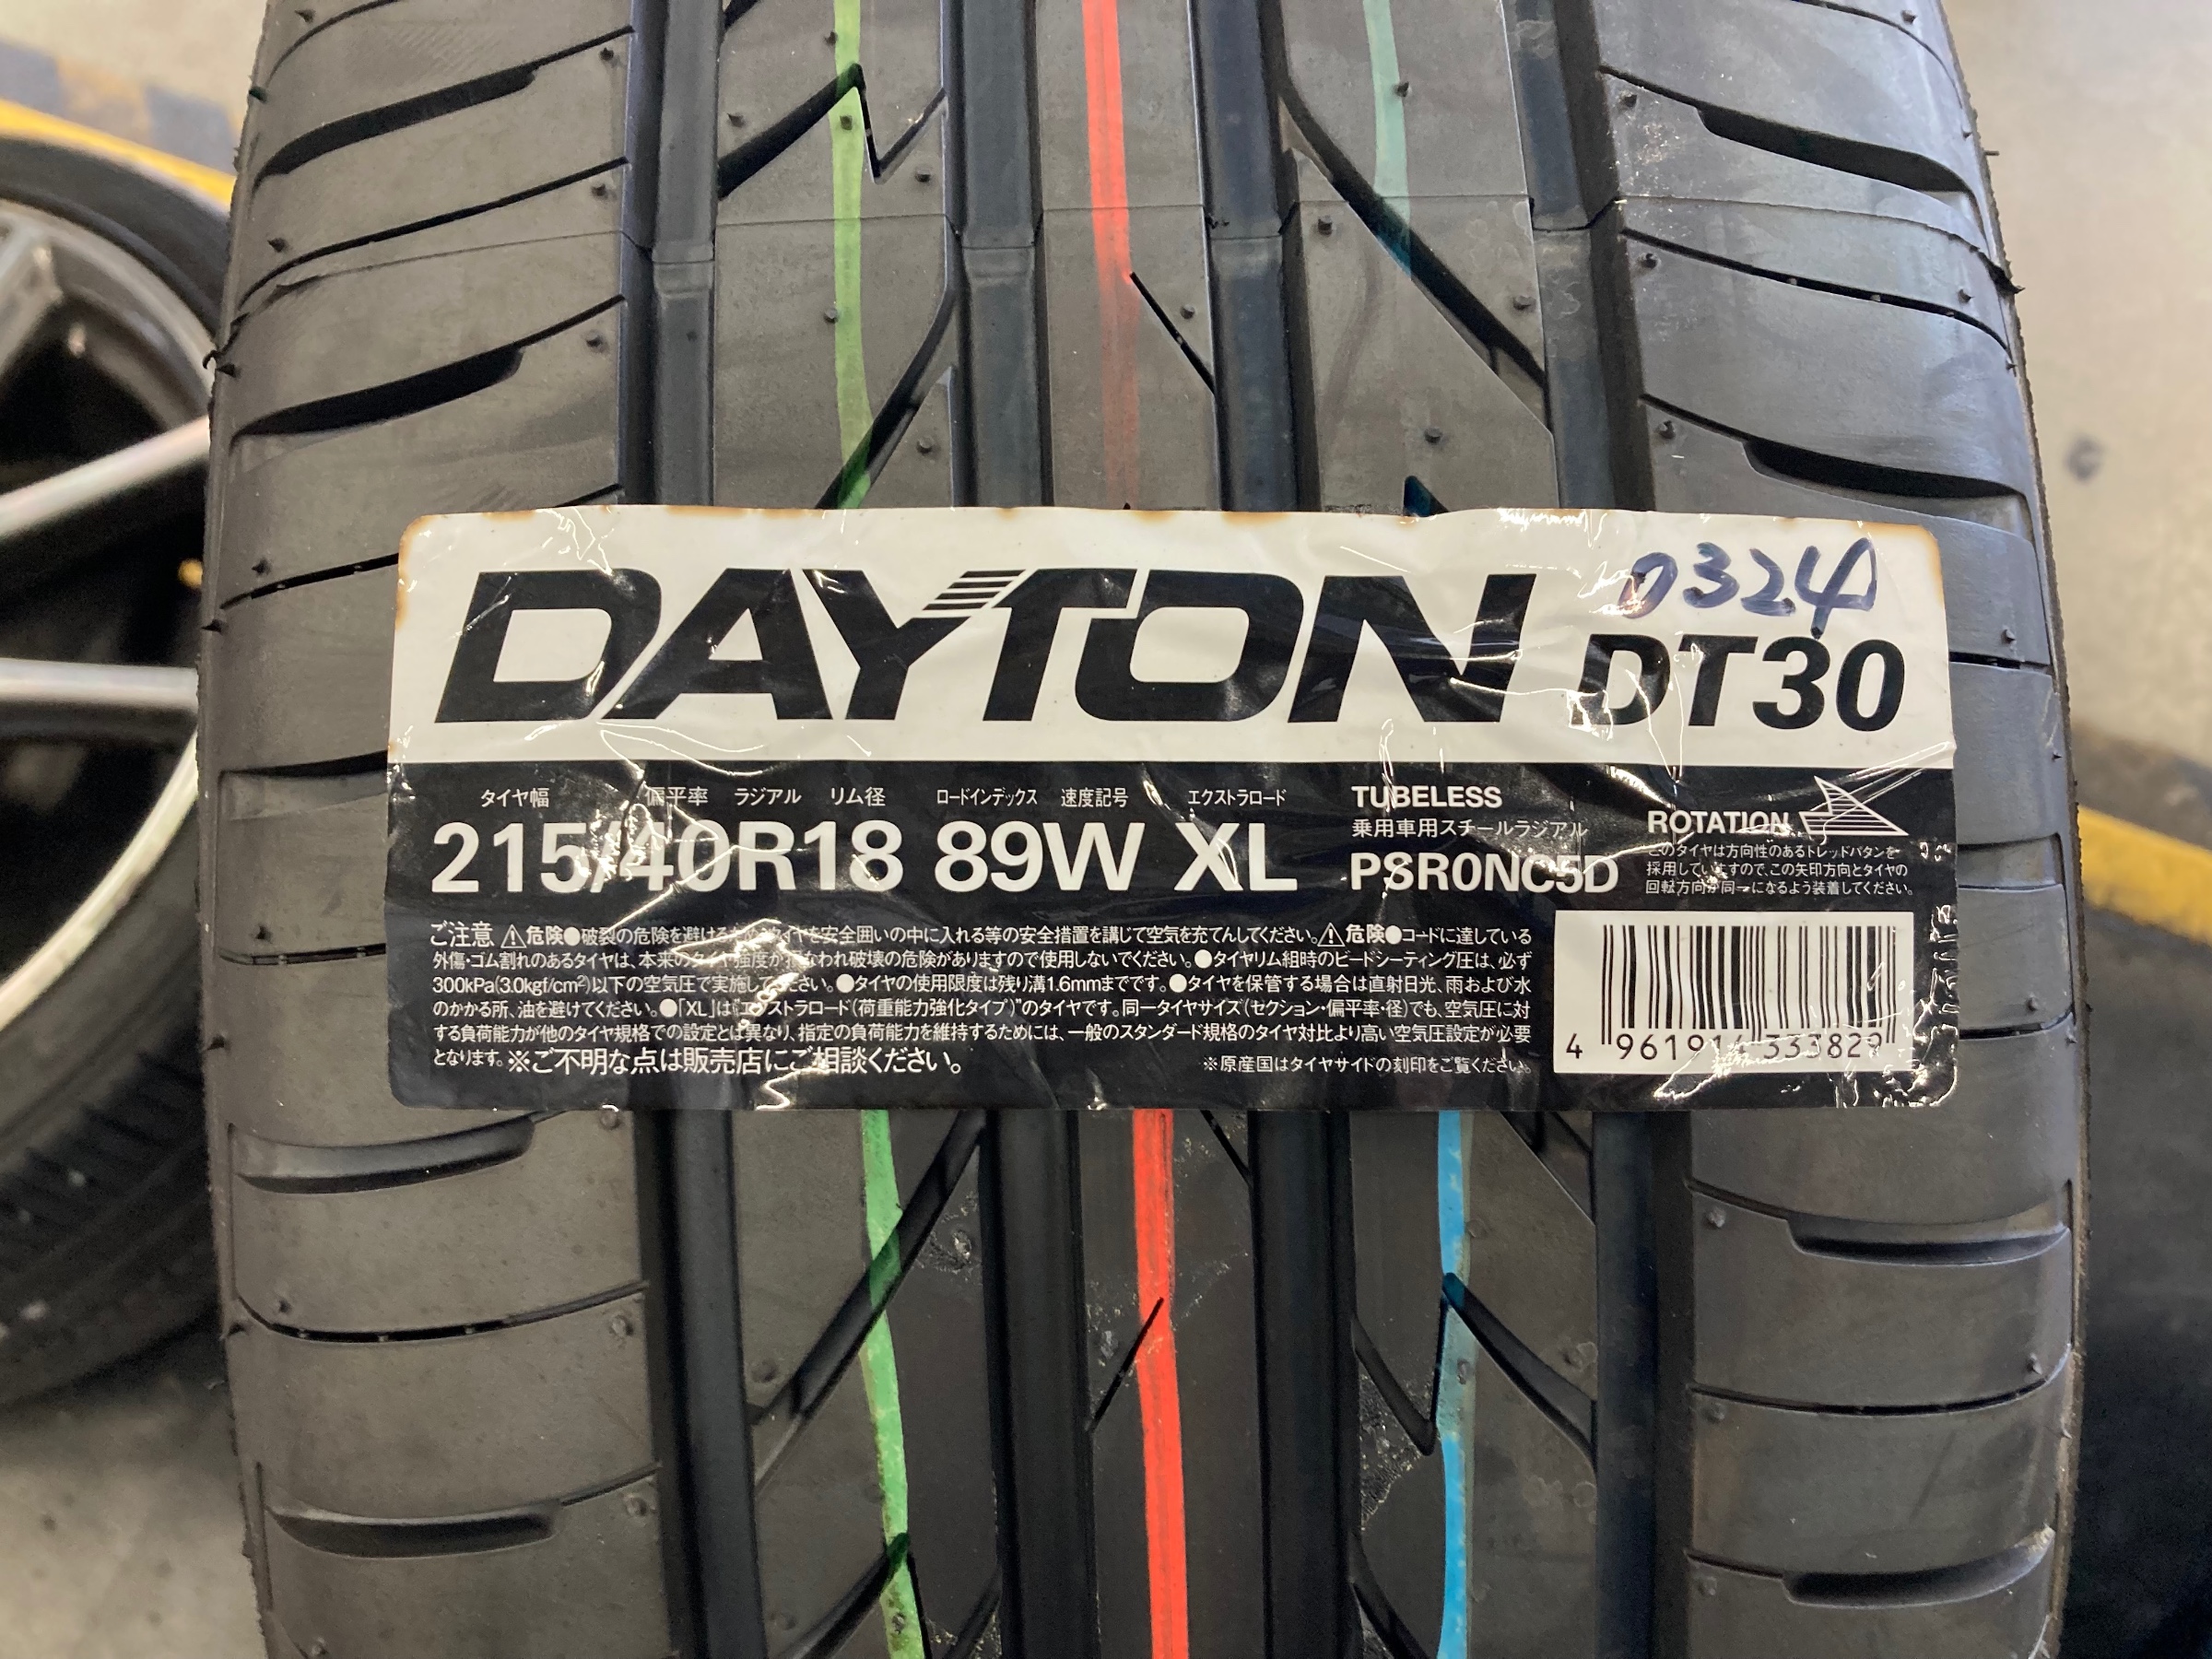 0324
DAYTON DT30
タイヤ幅 偏平率 ラジアル リム径 ロードインデックス 速度記号 エクストラロード
215/40R18 89W XL
TUBELESS
乗用車用スチールラジアル
PSR0NC5D
ROTATION
このタイヤは方向性のあるトレッドパタンを
採用していますので、この矢印方向とタイヤの
回転方向が同一になるよう装着してください。
ご注意 ⚠危険●破裂の危険を避けるためタイヤを安全囲いの中に入れる等の安全措置を講じて空気を充てんしてください。⚠危険●コードに達している
外傷・ゴム割れのあるタイヤは、本来のタイヤ強度が損なわれ破壊の危険がありますので使用しないでください。●タイヤリム組時のビードシーティング圧は、必ず
300kPa(3.0kgf/cm²)以下の空気圧で実施してください。●タイヤの使用限度は残り溝1.6mmまでです。●タイヤを保管する場合は直射日光、雨および水
のかかる所、油を避けてください。●「XL」は"エクストラロード(荷重能力強化タイプ)"のタイヤです。同一タイヤサイズ(セクション・偏平率・径)でも、空気圧に対
する負荷能力が他のタイヤ規格での設定とは異なり、指定の負荷能力を維持するためには、一般のスタンダード規格のタイヤ対比より高い空気圧設定が必要
となります。※ご不明な点は販売店にご相談ください。 ※原産国はタイヤサイドの刻印をご覧ください。
4 961914 333829